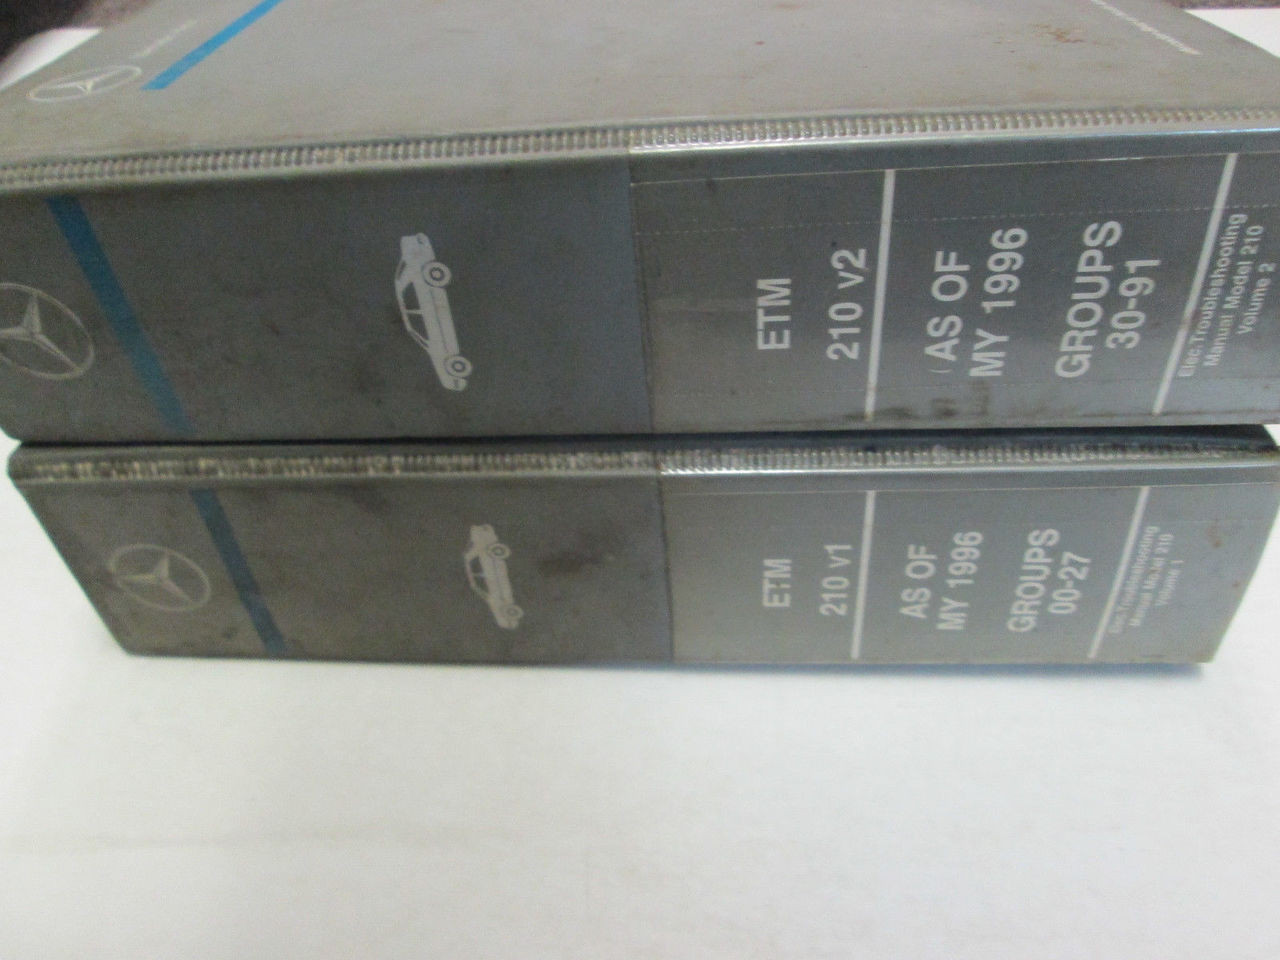 ETM
210 v2
AS OF
MY 1996
GROUPS
30-91
Elec. Troubleshooting
Manual Model 210
Volume 2
ETM
210 v1
AS OF
MY 1996
GROUPS
00-27
Elec. Troubleshooting
Manual Model 210
Volume 1